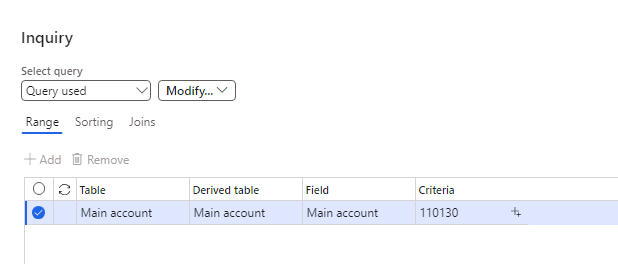 Inquiry
Select query
Query used Modify...
Range Sorting Joins
Add Remove
Table Derived table Field Criteria
Main account Main account Main account 110130